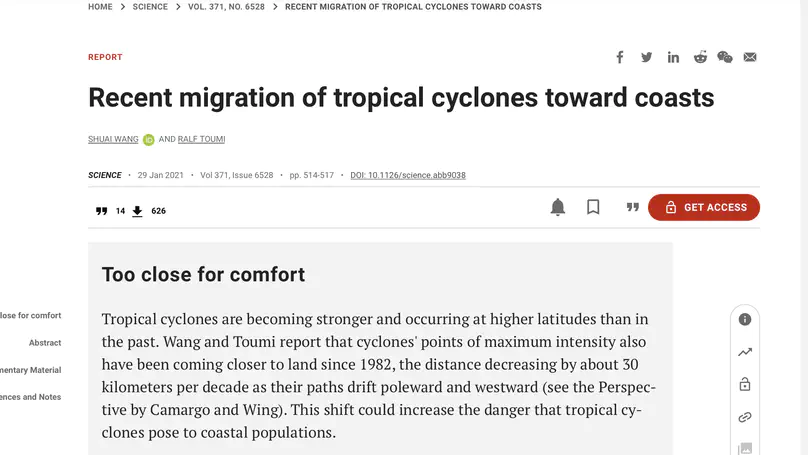 HOME > SCIENCE > VOL. 371, NO. 6528 > RECENT MIGRATION OF TROPICAL CYCLONES TOWARD COASTS
REPORT
Recent migration of tropical cyclones toward coasts
SHUAI WANG iD AND RALF TOUMI
SCIENCE • 29 Jan 2021 • Vol 371, Issue 6528 • pp. 514-517 • DOI: 10.1126/science.abb9038
14 626
GET ACCESS
Too close for comfort
Tropical cyclones are becoming stronger and occurring at higher latitudes than in
the past. Wang and Toumi report that cyclones' points of maximum intensity also
have been coming closer to land since 1982, the distance decreasing by about 30
kilometers per decade as their paths drift poleward and westward (see the Perspec-
tive by Camargo and Wing). This shift could increase the danger that tropical cy-
clones pose to coastal populations.
lose for comfort
Abstract
mentary Material
ences and Notes